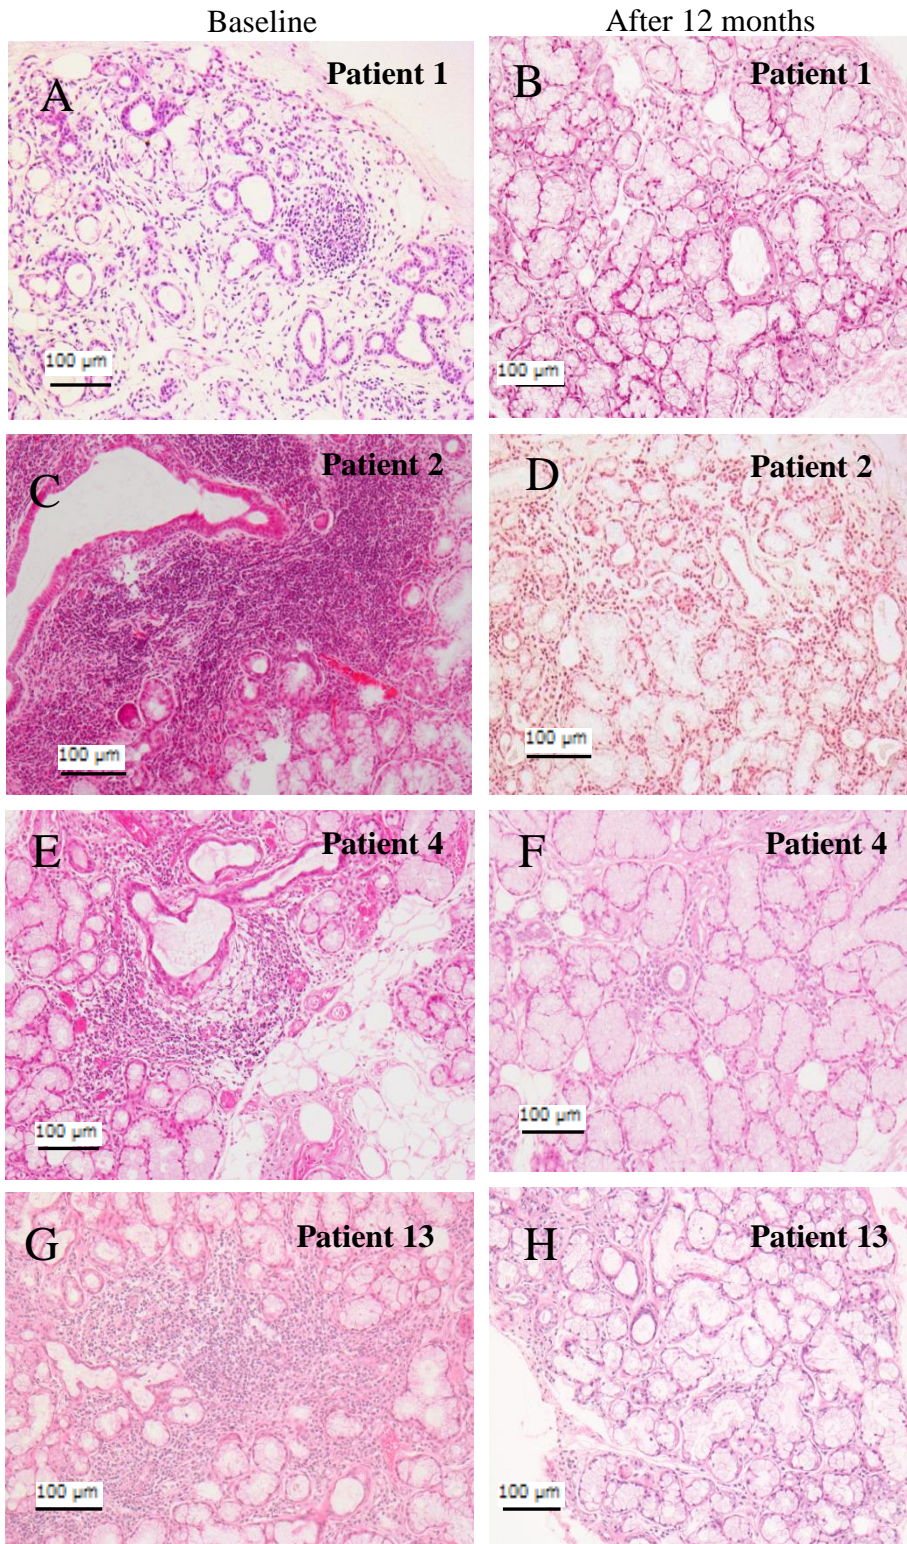 Baseline After 12 months
A Patient 1 B Patient 1
100 µm 100 µm
C Patient 2 D Patient 2
100 µm 100 µm
E Patient 4 F Patient 4
100 µm 100 µm
G Patient 13 H Patient 13
100 µm 100 µm